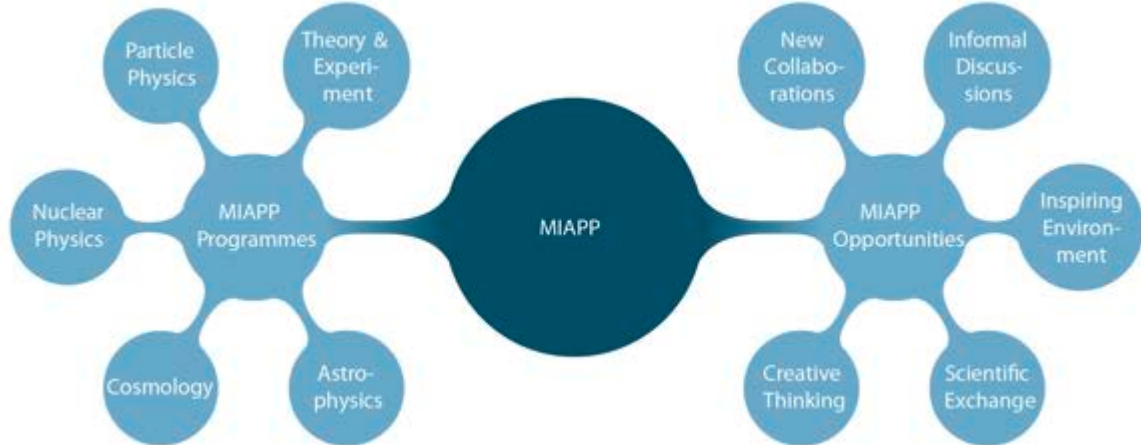 Particle
Physics
Theory &
Experi-
ment
Nuclear
Physics
MIAPP
Programmes
Cosmology
Astro-
physics
MIAPP
New
Collabo-
rations
Informal
Discus-
sions
MIAPP
Opportunities
Inspiring
Environ-
ment
Creative
Thinking
Scientific
Exchange